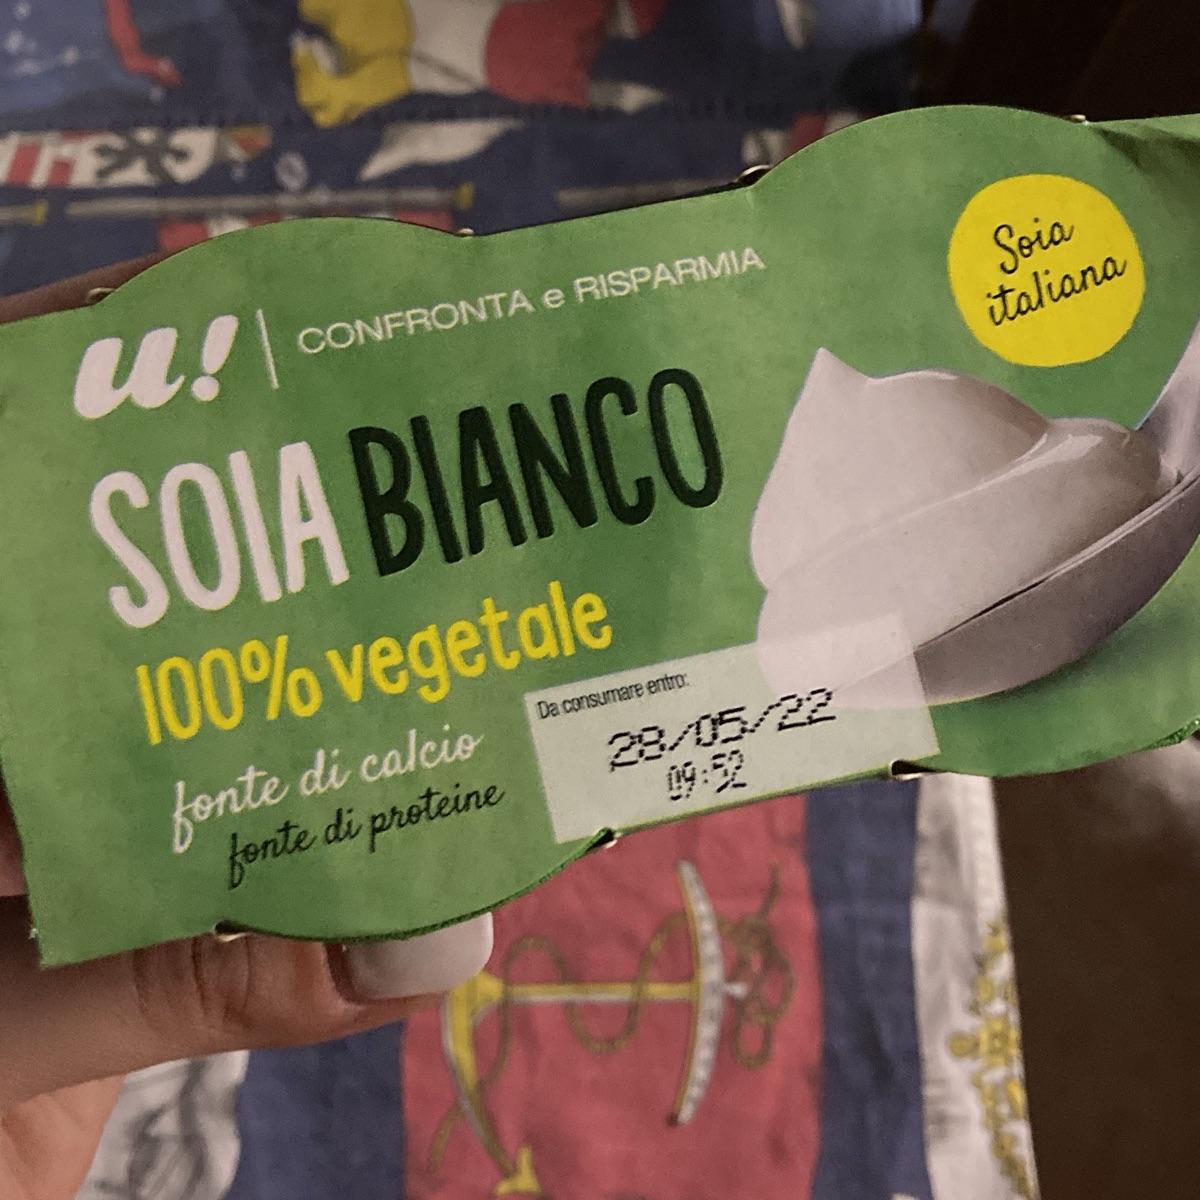 u! | CONFRONTA e RISPARMIA
Soia
italiana
SOIA BIANCO
100% vegetale
fonte di calcio
fonte di proteine
Da consumare entro:
28/05/22
09:52